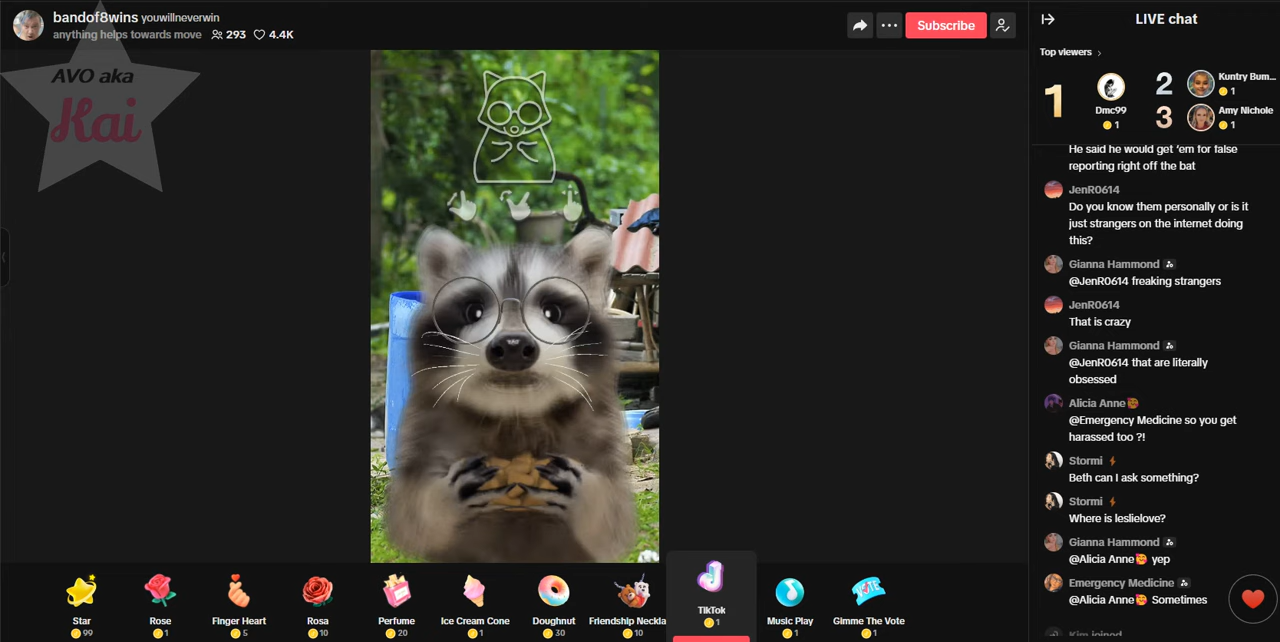 bandof8wins youwillneverwin
anything helps towards move 293 4.4K
Subscribe
AVO aka
Kai
LIVE chat
Top viewers
1
Dmc99
1
2
Kuntry Bum...
1
3
Amy Nichole
1
He said he would get 'em for false
reporting right off the bat
JenR0614
Do you know them personally or is it
just strangers on the internet doing
this?
Gianna Hammond
@JenR0614 freaking strangers
JenR0614
That is crazy
Gianna Hammond
@JenR0614 that are literally
obsessed
Alicia Anne
@Emergency Medicine so you get
harassed too ?!
Stormi
Beth can I ask something?
Stormi
Where is leslielove?
Gianna Hammond
@Alicia Anne yep
Emergency Medicine
@Alicia Anne Sometimes
Kim joined
Star
99
Rose
1
Finger Heart
5
Rosa
10
Perfume
20
Ice Cream Cone
1
Doughnut
30
Friendship Neckla
10
TikTok
1
Music Play
1
VOTE
Gimme The Vote
1